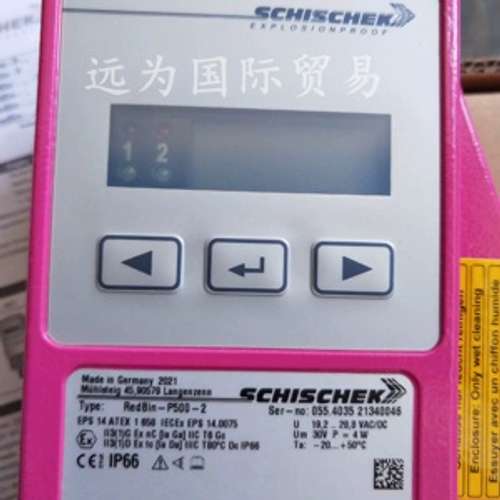 SCHISCHEK
EXPLOSIONPROOF
远为国际贸易
1 2
Made in Germany 2021
Mühlsteig 45, 90579 Langenzenn
SCHISCHEK
Type: RedBin-P500-2
Ser-no: 055.4035 21340046
EPS 14 ATEX 1 658 IECEx EPS 14.0075
U 19,2 - 28,8 VAC/DC
II3(1)G Ex nC [ia Ga] IIC T6 Gc
Um 30V P = 4W
II3(1)D Ex tc [ia Da] IIIC T80°C Dc IP66
Ta: -20... +50°C
CE Ex IP66
Enclosure: Only wet cleaning
Essuyer avec un chiffon humide